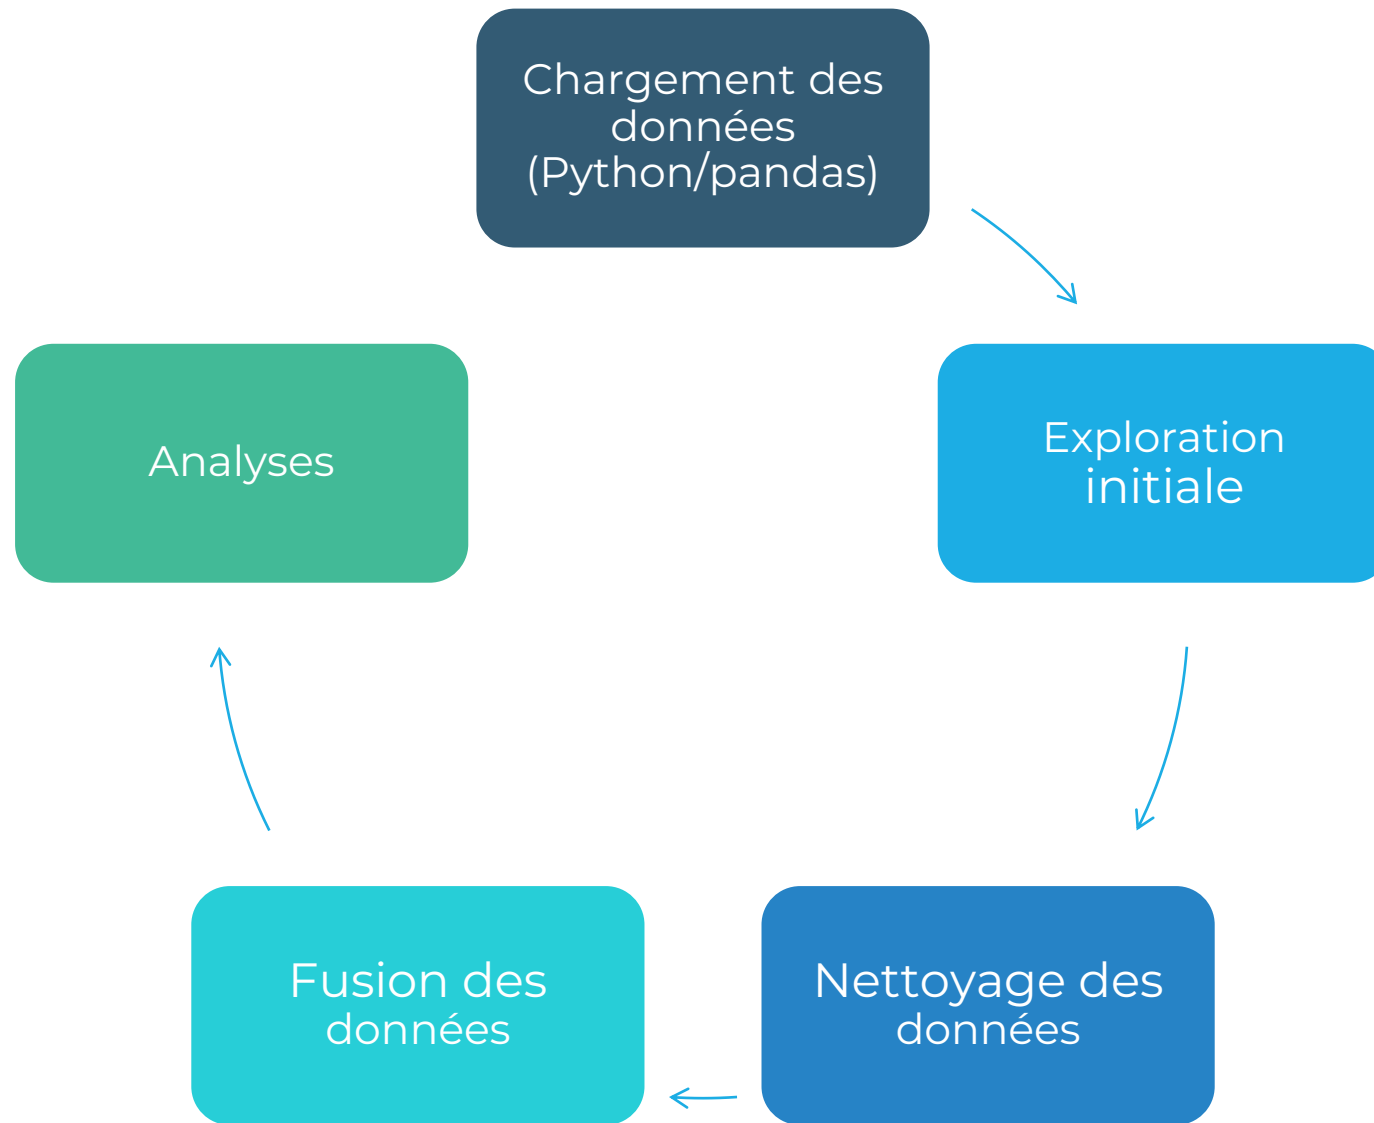 Chargement des
données
(Python/pandas)
Exploration
initiale
Nettoyage des
données
Fusion des
données
Analyses